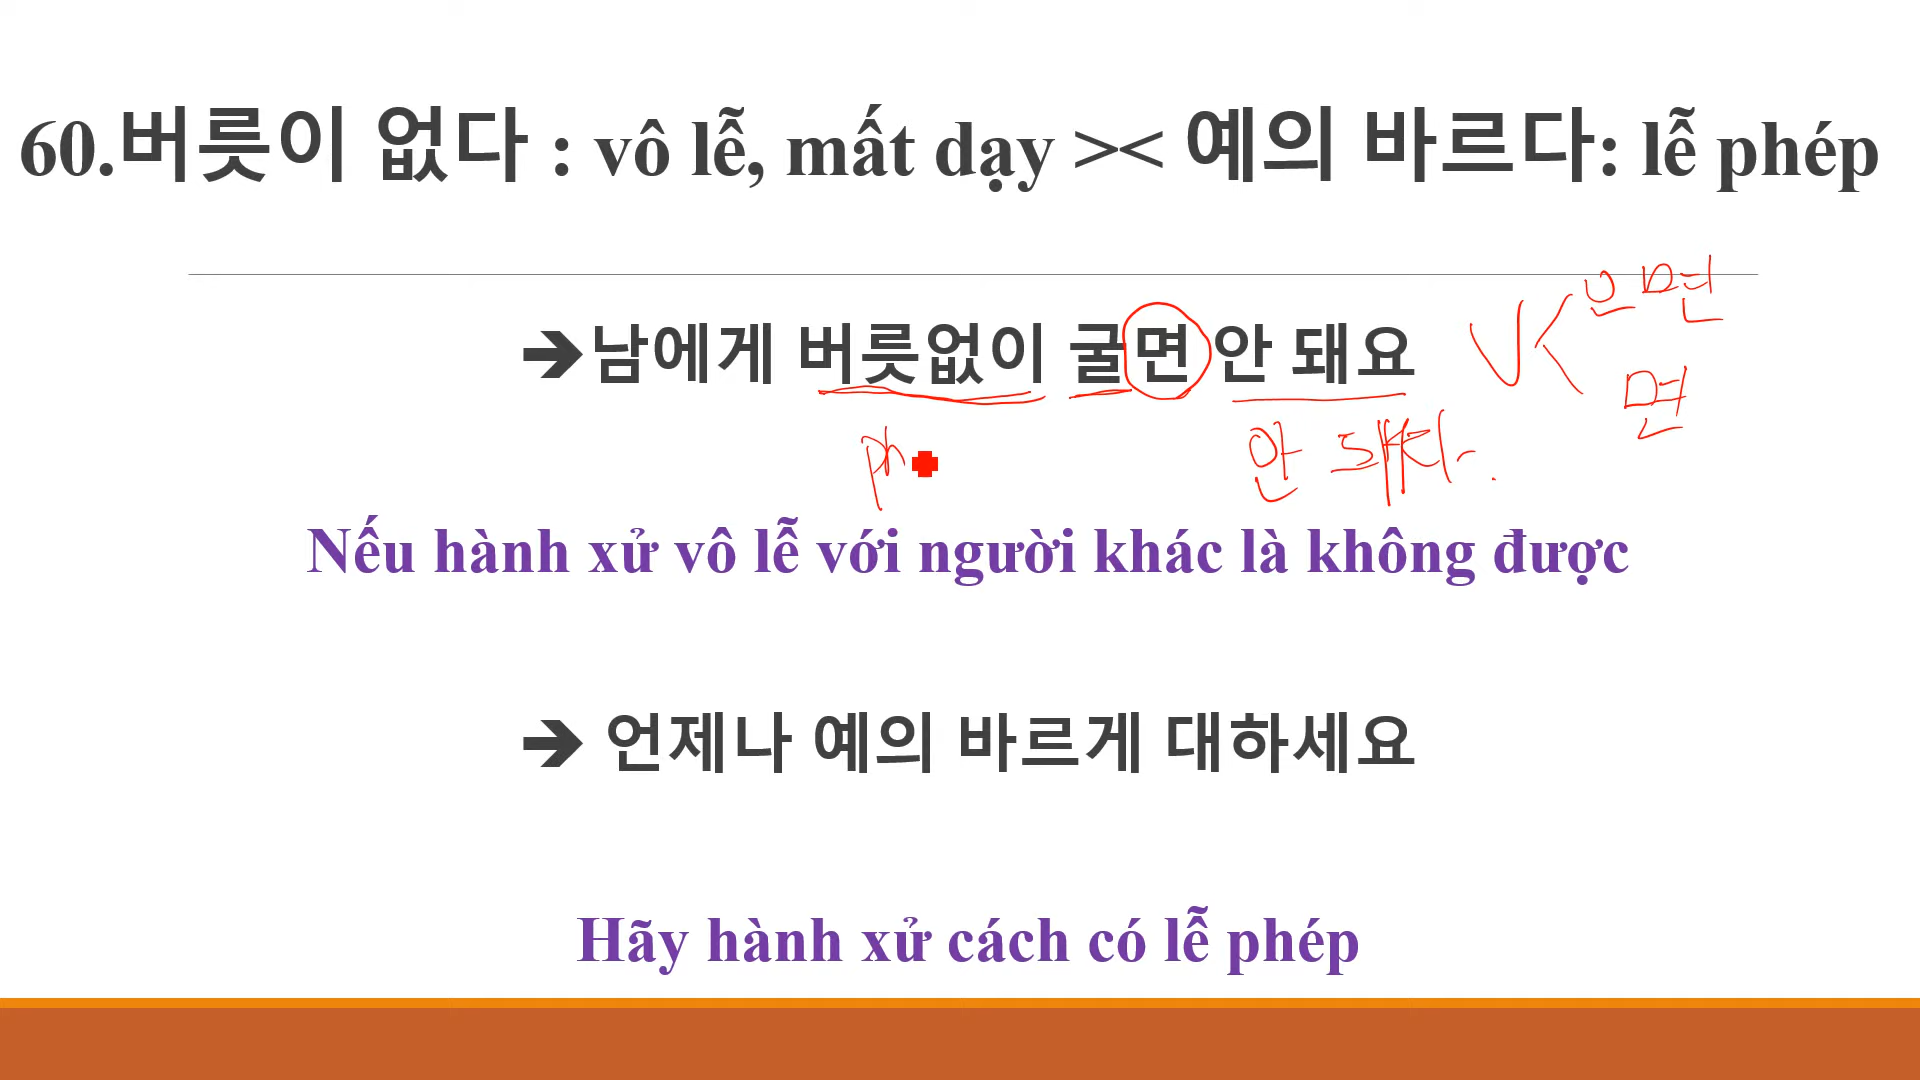 60.버릇이 없다 : vô lễ, mất dạy >< 예의 바르다: lễ phép
➔남에게 버릇없이 굴면 안 돼요
V< 으면
면
ph
안 되다.
Nếu hành xử vô lễ với người khác là không được
➔ 언제나 예의 바르게 대하세요
Hãy hành xử cách có lễ phép